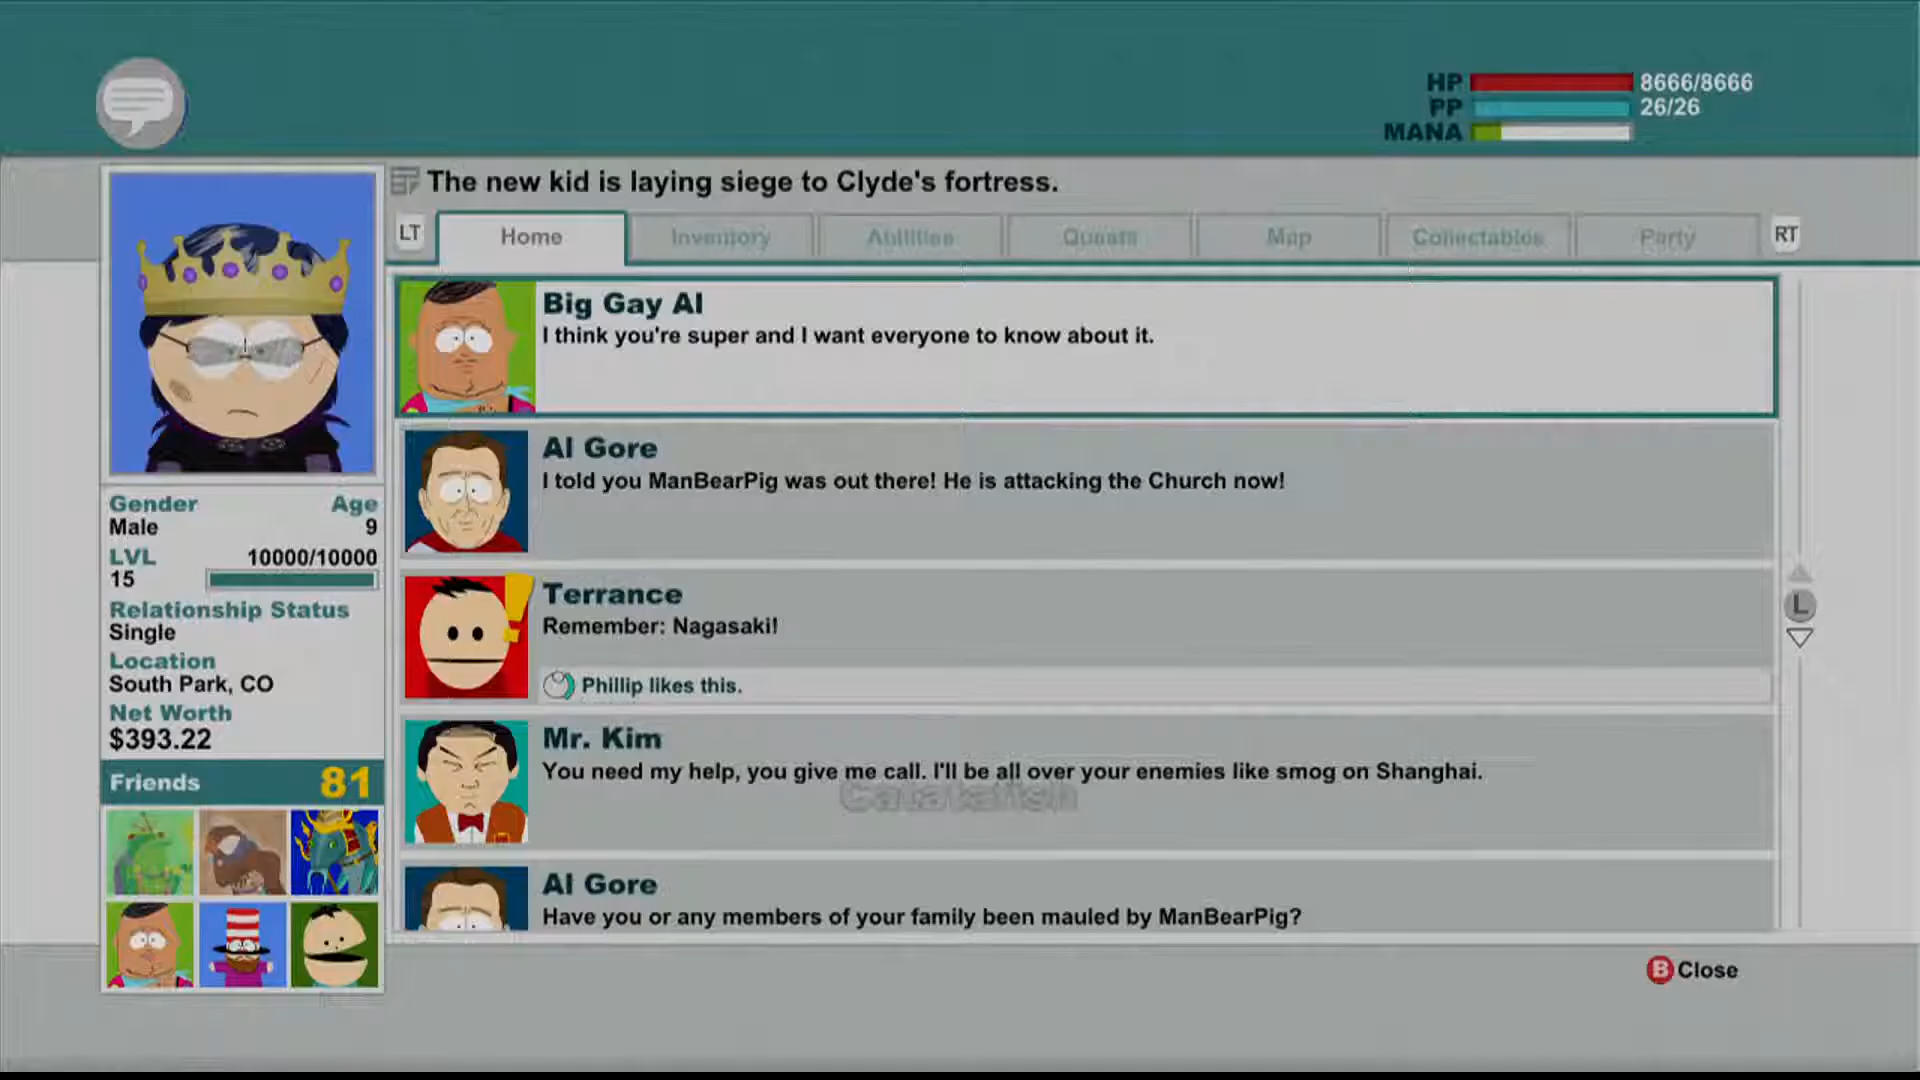 HP 8666/8666
PP 26/26
MANA
The new kid is laying siege to Clyde's fortress.
LT Home Inventory Abilities Quests Map Collectables Party RT
Big Gay Al
I think you're super and I want everyone to know about it.
Al Gore
I told you ManBearPig was out there! He is attacking the Church now!
Terrance
Remember: Nagasaki!
Phillip likes this.
Mr. Kim
You need my help, you give me call. I'll be all over your enemies like smog on Shanghai.
Al Gore
Have you or any members of your family been mauled by ManBearPig?
Gender Age
Male 9
LVL 10000/10000
15
Relationship Status
Single
Location
South Park, CO
Net Worth
$393.22
Friends 81
L
B Close